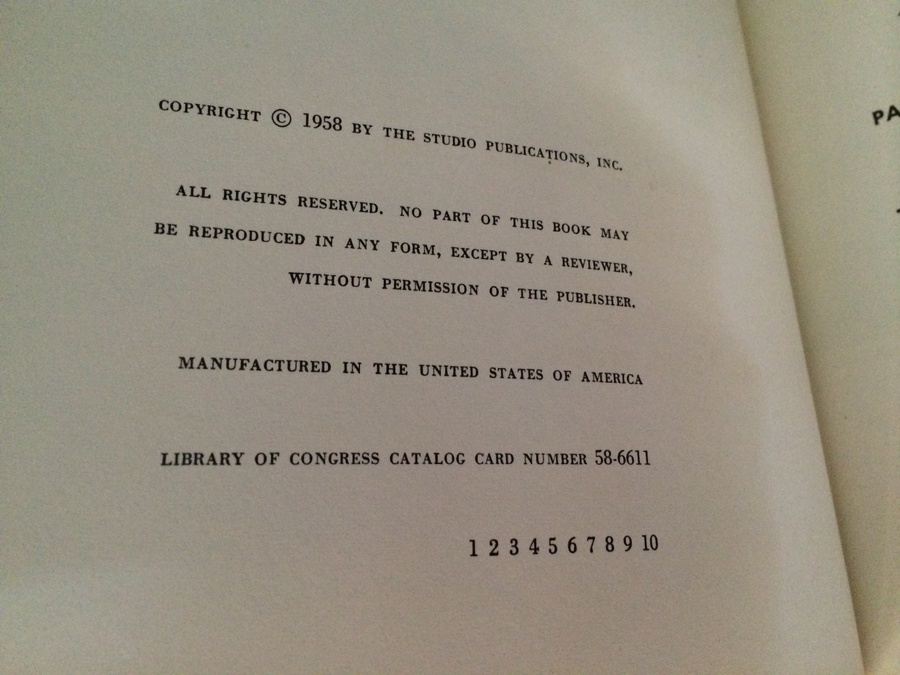 COPYRIGHT © 1958 BY THE STUDIO PUBLICATIONS, INC.
ALL RIGHTS RESERVED. NO PART OF THIS BOOK MAY
BE REPRODUCED IN ANY FORM, EXCEPT BY A REVIEWER,
WITHOUT PERMISSION OF THE PUBLISHER.
MANUFACTURED IN THE UNITED STATES OF AMERICA
LIBRARY OF CONGRESS CATALOG CARD NUMBER 58-6611
1 2 3 4 5 6 7 8 9 10
PA